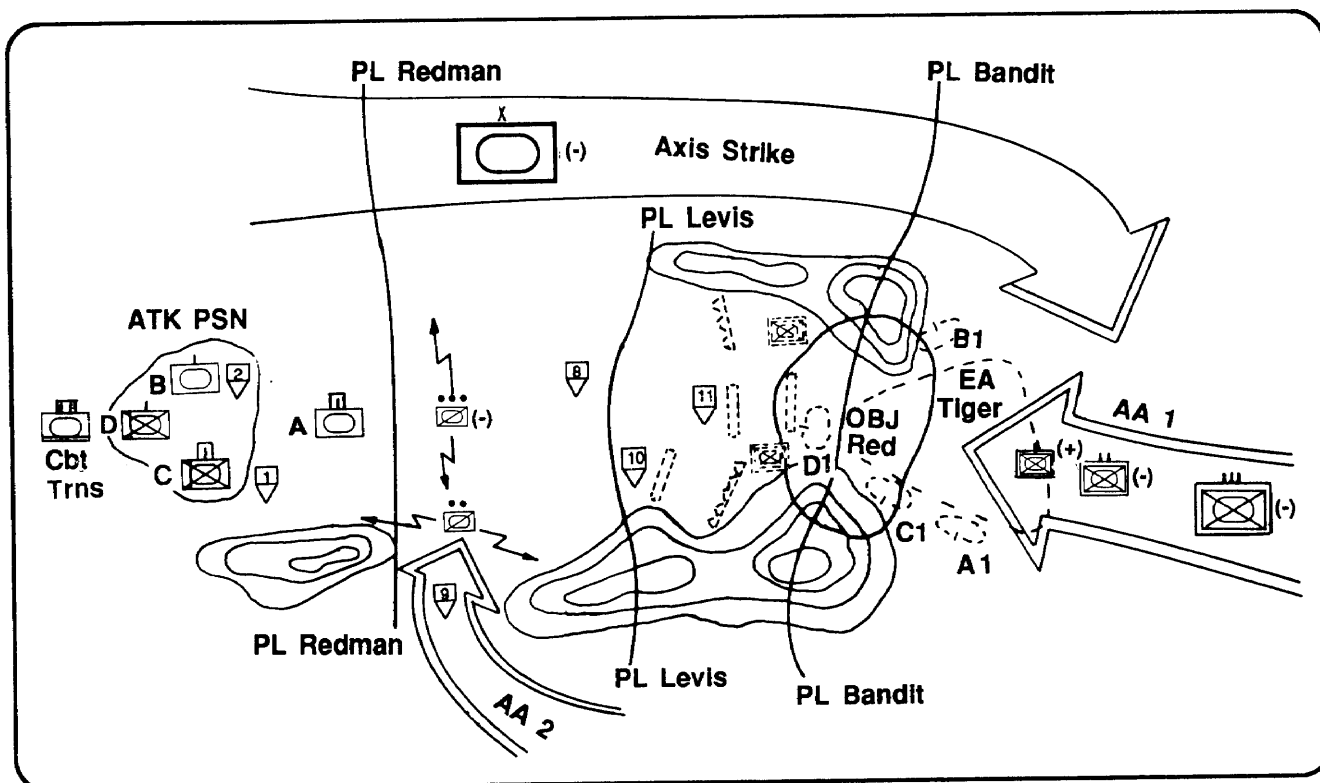 PL Redman
PL Bandit
X
(-)
Axis Strike
PL Levis
ATK PSN
B
2
8
B1
EA
Tiger
AA 1
D
A
(-)
11
OBJ
Red
Cbt
Trns
C
1
10
D1
(+)
(-)
(-)
C1
A1
9
PL Redman
PL Levis
PL Bandit
AA 2